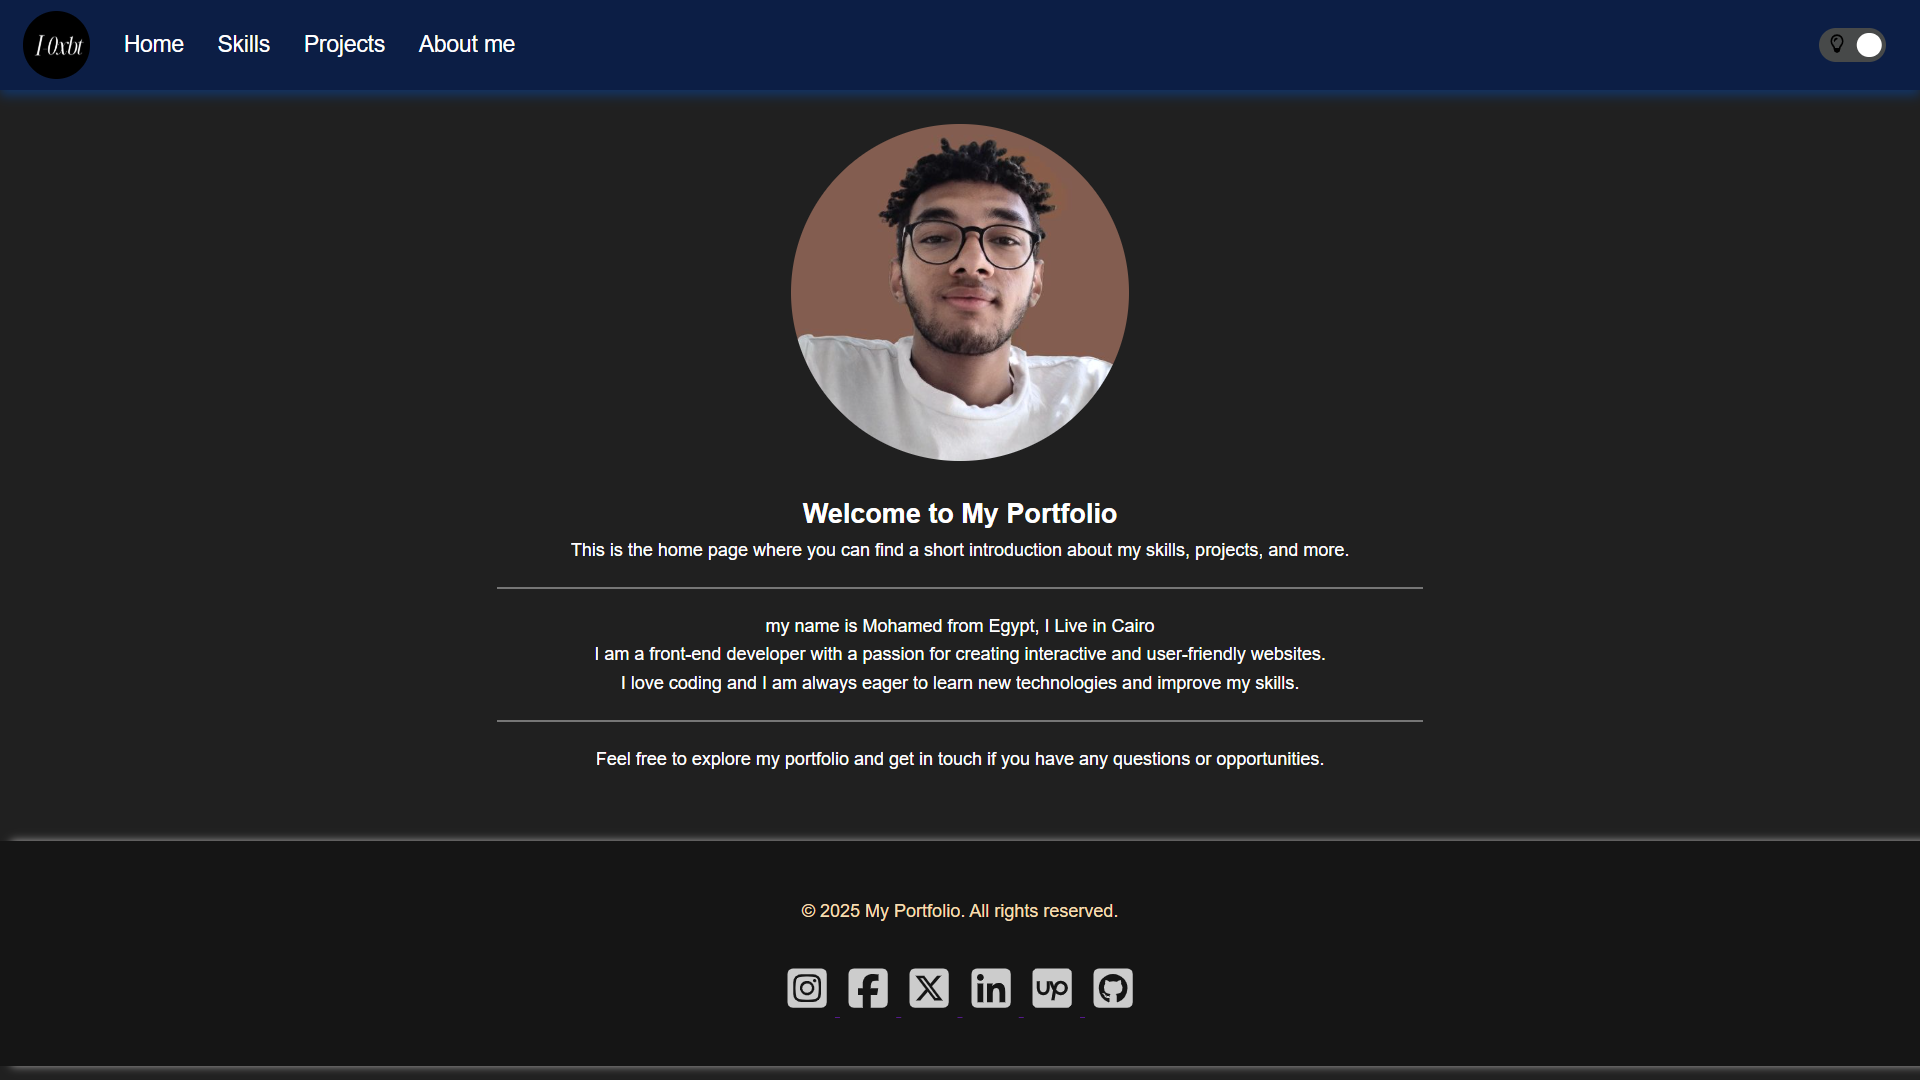 I-0xbt
Home
Skills
Projects
About me
Welcome to My Portfolio
This is the home page where you can find a short introduction about my skills, projects, and more.
my name is Mohamed from Egypt, I Live in Cairo
I am a front-end developer with a passion for creating interactive and user-friendly websites.
I love coding and I am always eager to learn new technologies and improve my skills.
Feel free to explore my portfolio and get in touch if you have any questions or opportunities.
© 2025 My Portfolio. All rights reserved.
X
in
up